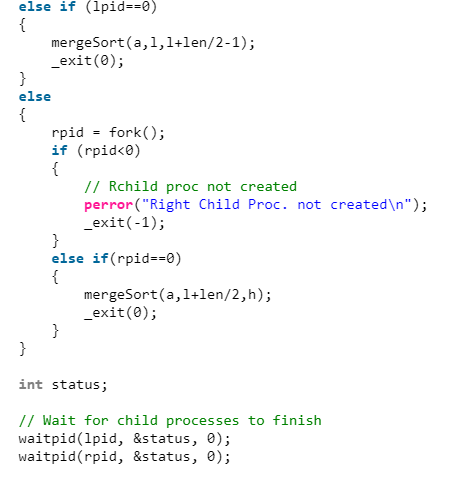 else if (lpid==0)
{
    mergeSort(a,l,l+len/2-1);
    _exit(0);
}
else
{
    rpid = fork();
    if (rpid<0)
    {
        // Rchild proc not created
        perror("Right Child Proc. not created\n");
        _exit(-1);
    }
    else if(rpid==0)
    {
        mergeSort(a,l+len/2,h);
        _exit(0);
    }
}

int status;

// Wait for child processes to finish
waitpid(lpid, &status, 0);
waitpid(rpid, &status, 0);